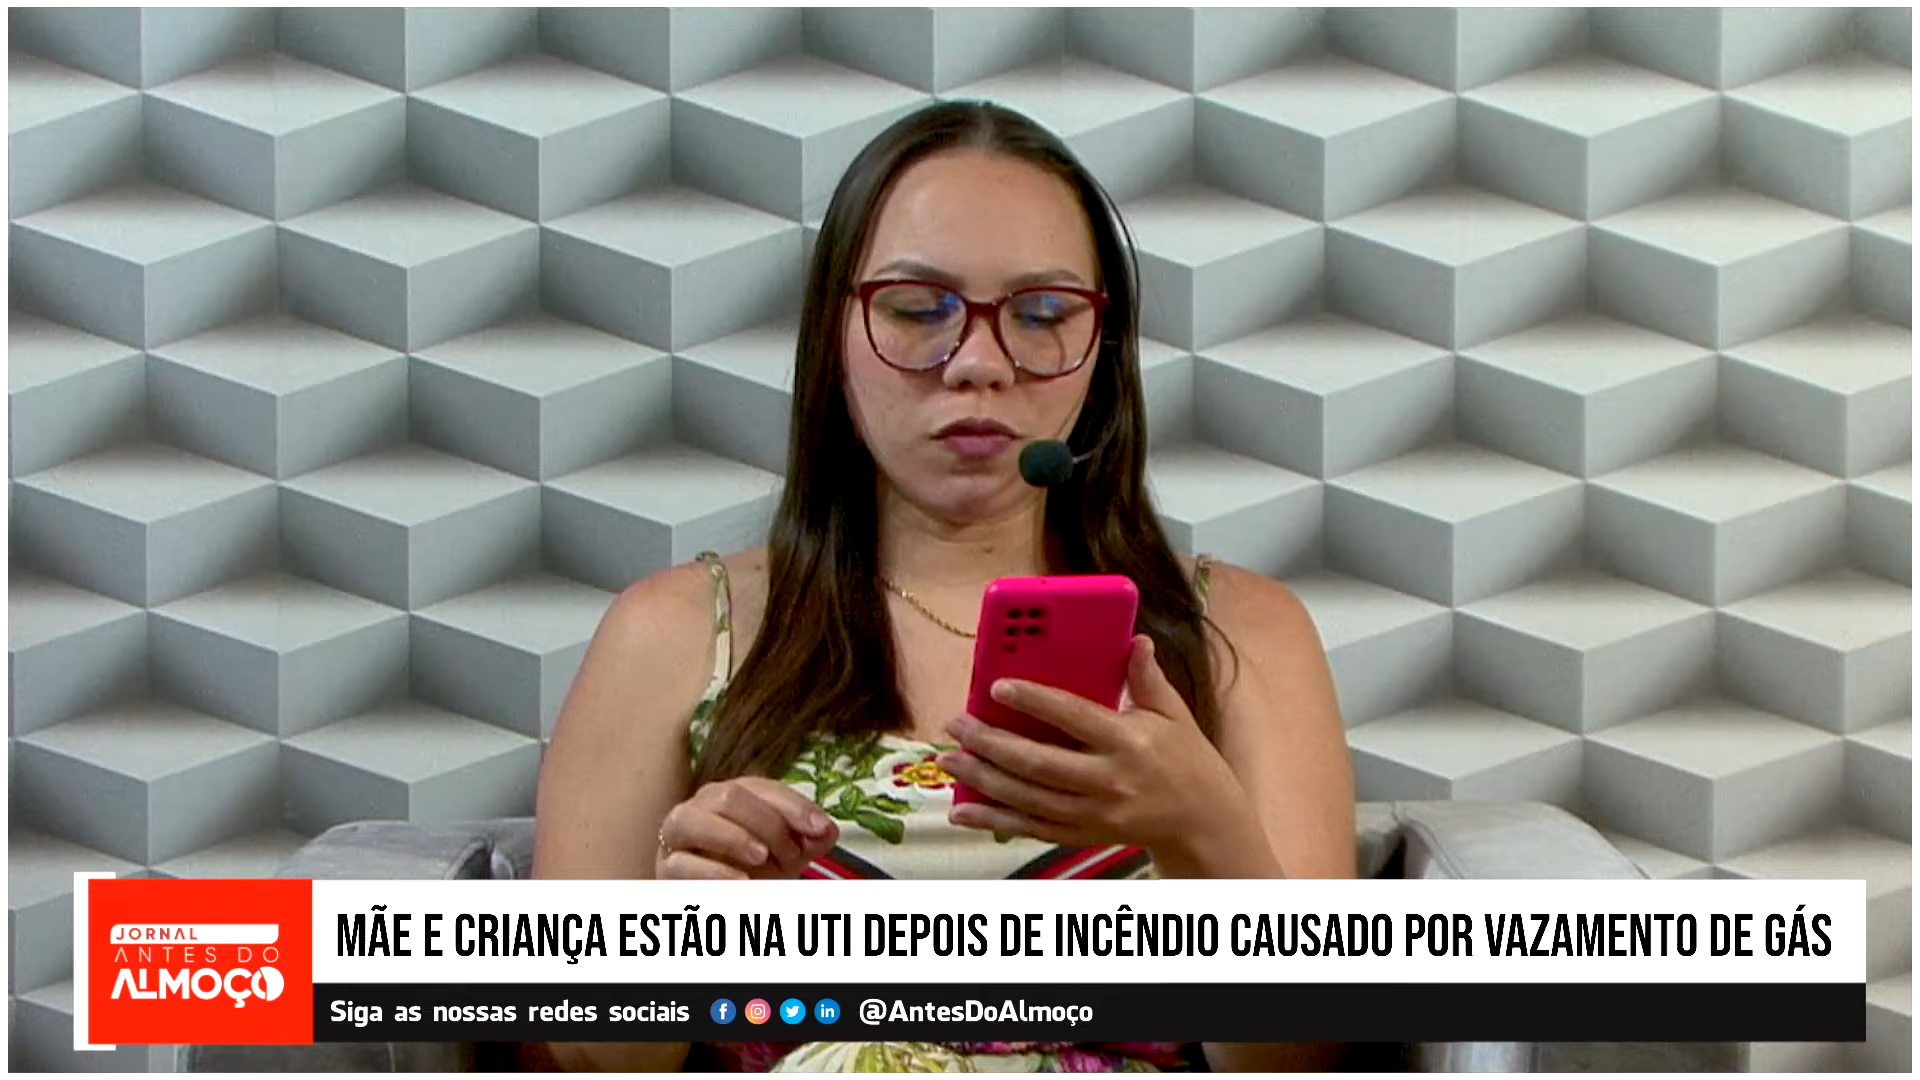 JORNAL
ANTES DO
ALMOÇO
MÃE E CRIANÇA ESTÃO NA UTI DEPOIS DE INCÊNDIO CAUSADO POR VAZAMENTO DE GÁS
Siga as nossas redes sociais @AntesDoAlmoço